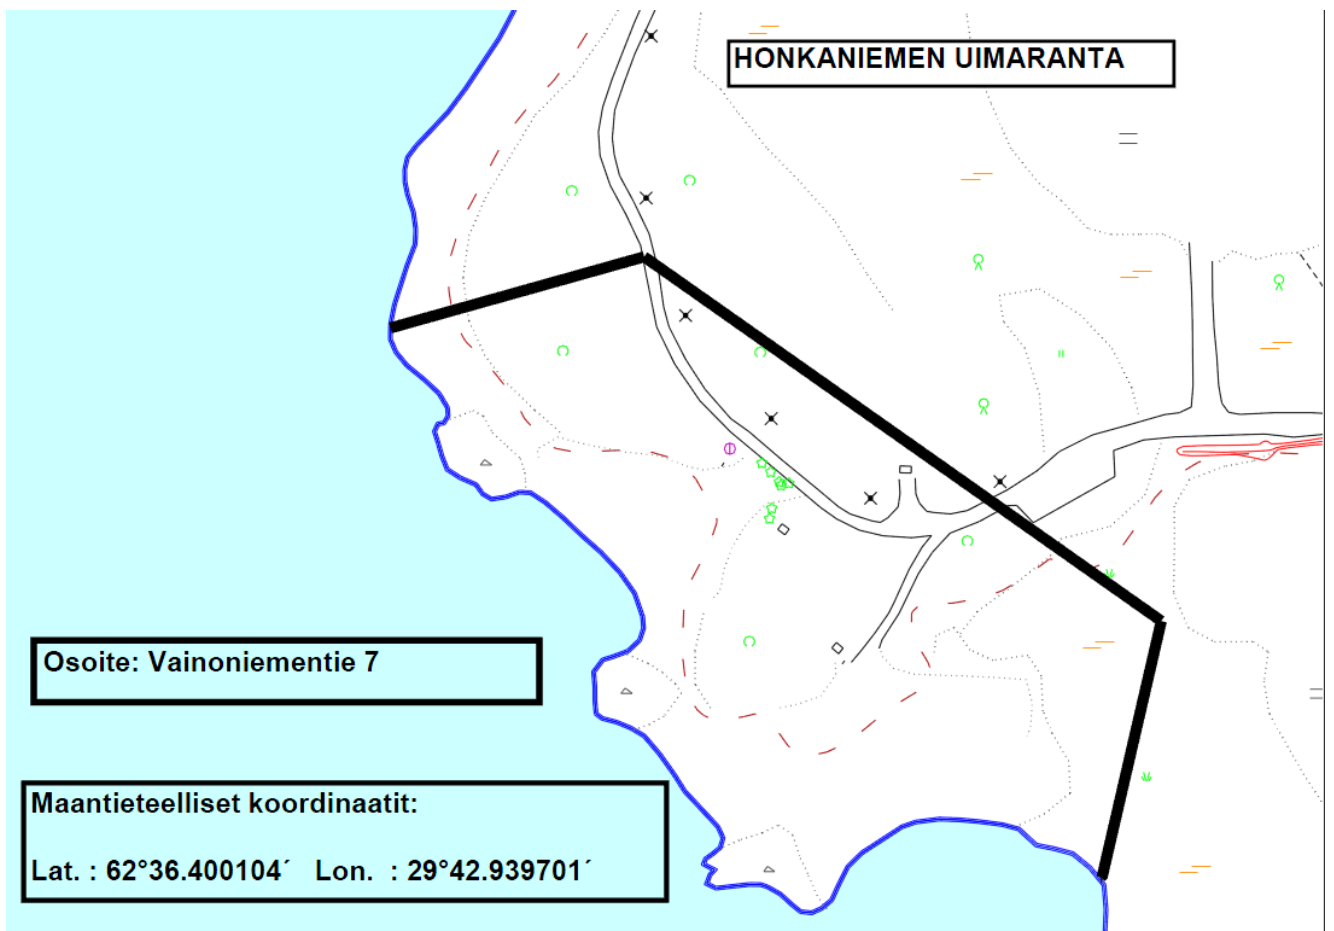 HONKANIEMEN UIMARANTA
Osoite: Vainoniementie 7
Maantieteelliset koordinaatit:
Lat. : 62°36.400104´ Lon. : 29°42.939701´